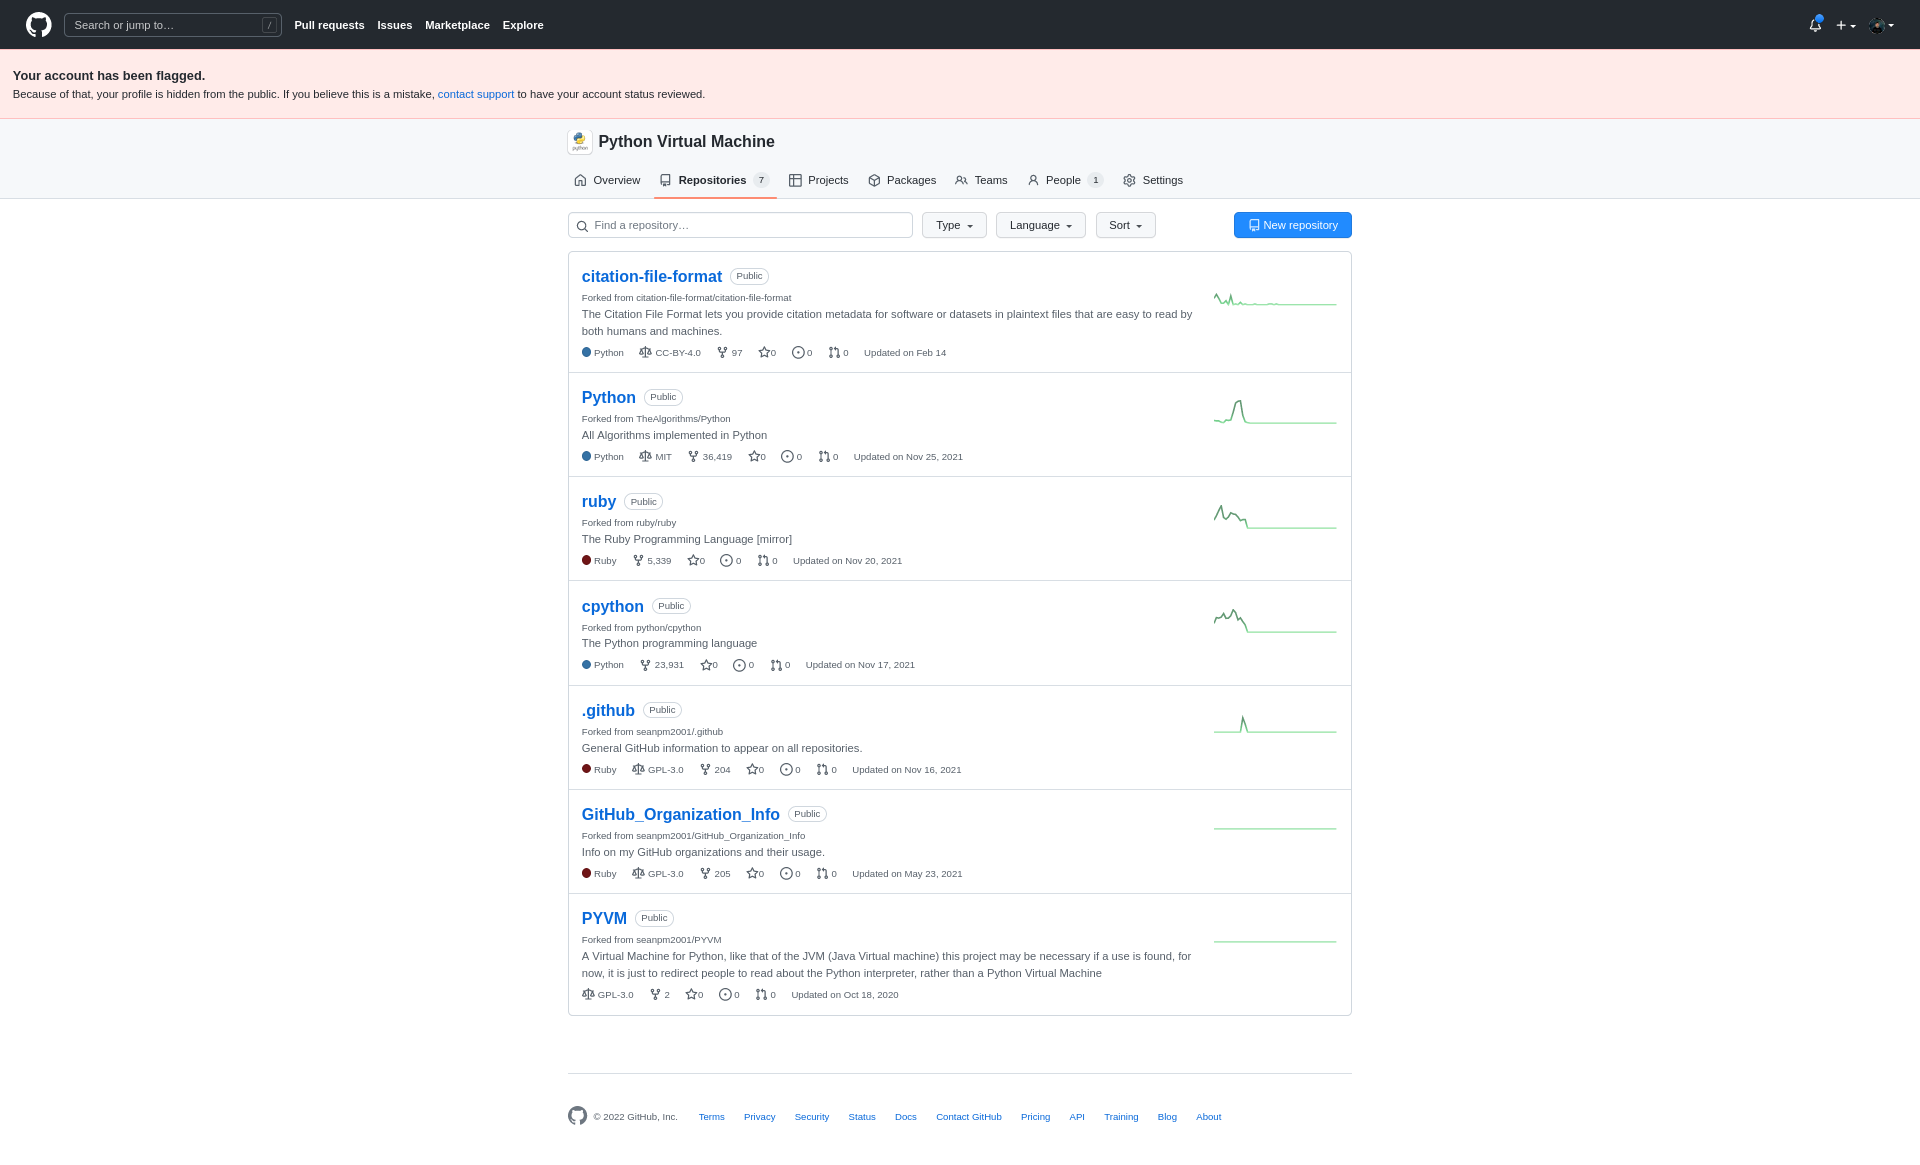 Search or jump to… / Pull requests Issues Marketplace Explore
Your account has been flagged.
Because of that, your profile is hidden from the public. If you believe this is a mistake, contact support to have your account status reviewed.
python Python Virtual Machine
Overview Repositories 7 Projects Packages Teams People 1 Settings
Find a repository… Type Language Sort New repository
citation-file-format Public
Forked from citation-file-format/citation-file-format
The Citation File Format lets you provide citation metadata for software or datasets in plaintext files that are easy to read by
both humans and machines.
Python CC-BY-4.0 97 0 0 0 Updated on Feb 14
Python Public
Forked from TheAlgorithms/Python
All Algorithms implemented in Python
Python MIT 36,419 0 0 0 Updated on Nov 25, 2021
ruby Public
Forked from ruby/ruby
The Ruby Programming Language [mirror]
Ruby 5,339 0 0 0 Updated on Nov 20, 2021
cpython Public
Forked from python/cpython
The Python programming language
Python 23,931 0 0 0 Updated on Nov 17, 2021
.github Public
Forked from seanpm2001/.github
General GitHub information to appear on all repositories.
Ruby GPL-3.0 204 0 0 0 Updated on Nov 16, 2021
GitHub_Organization_Info Public
Forked from seanpm2001/GitHub_Organization_Info
Info on my GitHub organizations and their usage.
Ruby GPL-3.0 205 0 0 0 Updated on May 23, 2021
PYVM Public
Forked from seanpm2001/PYVM
A Virtual Machine for Python, like that of the JVM (Java Virtual machine) this project may be necessary if a use is found, for
now, it is just to redirect people to read about the Python interpreter, rather than a Python Virtual Machine
GPL-3.0 2 0 0 0 Updated on Oct 18, 2020
© 2022 GitHub, Inc. Terms Privacy Security Status Docs Contact GitHub Pricing API Training Blog About